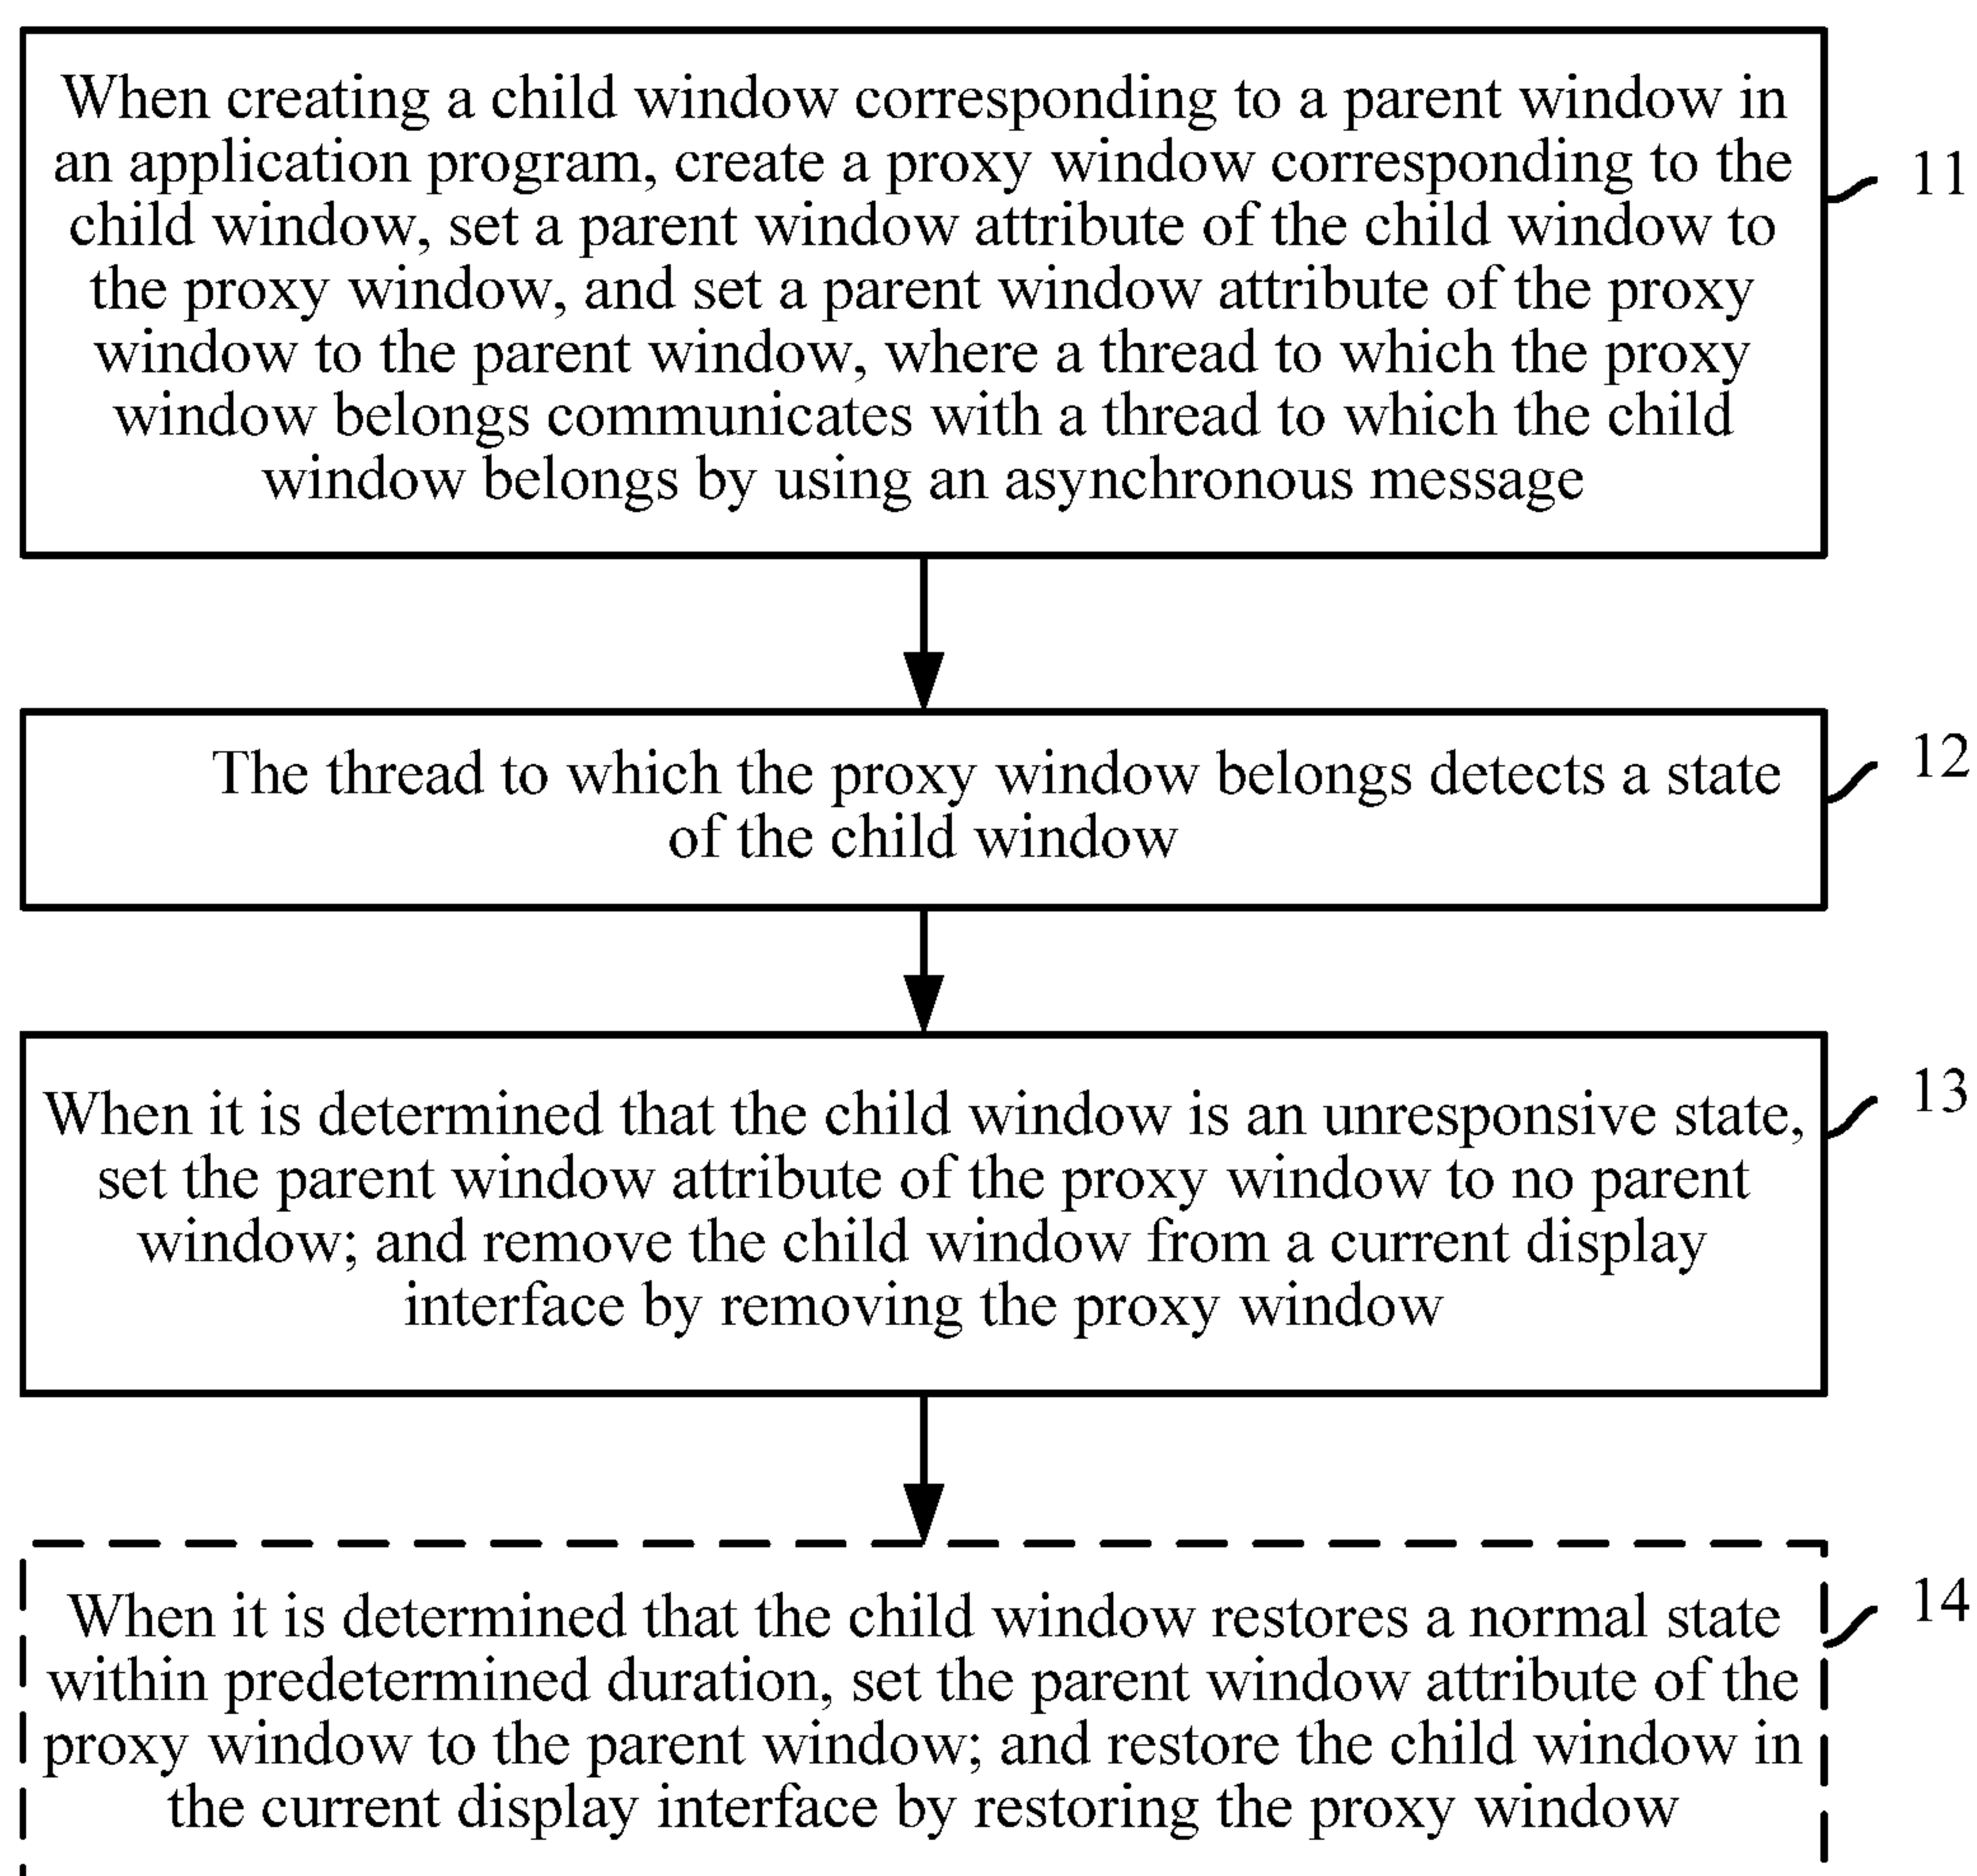 When creating a child window corresponding to a parent window in
an application program, create a proxy window corresponding to the
child window, set a parent window attribute of the child window to
the proxy window, and set a parent window attribute of the proxy
window to the parent window, where a thread to which the proxy
window belongs communicates with a thread to which the child
window belongs by using an asynchronous message
11
The thread to which the proxy window belongs detects a state
of the child window
12
When it is determined that the child window is an unresponsive state,
set the parent window attribute of the proxy window to no parent
window; and remove the child window from a current display
interface by removing the proxy window
13
When it is determined that the child window restores a normal state
within predetermined duration, set the parent window attribute of the
proxy window to the parent window; and restore the child window in
the current display interface by restoring the proxy window
14